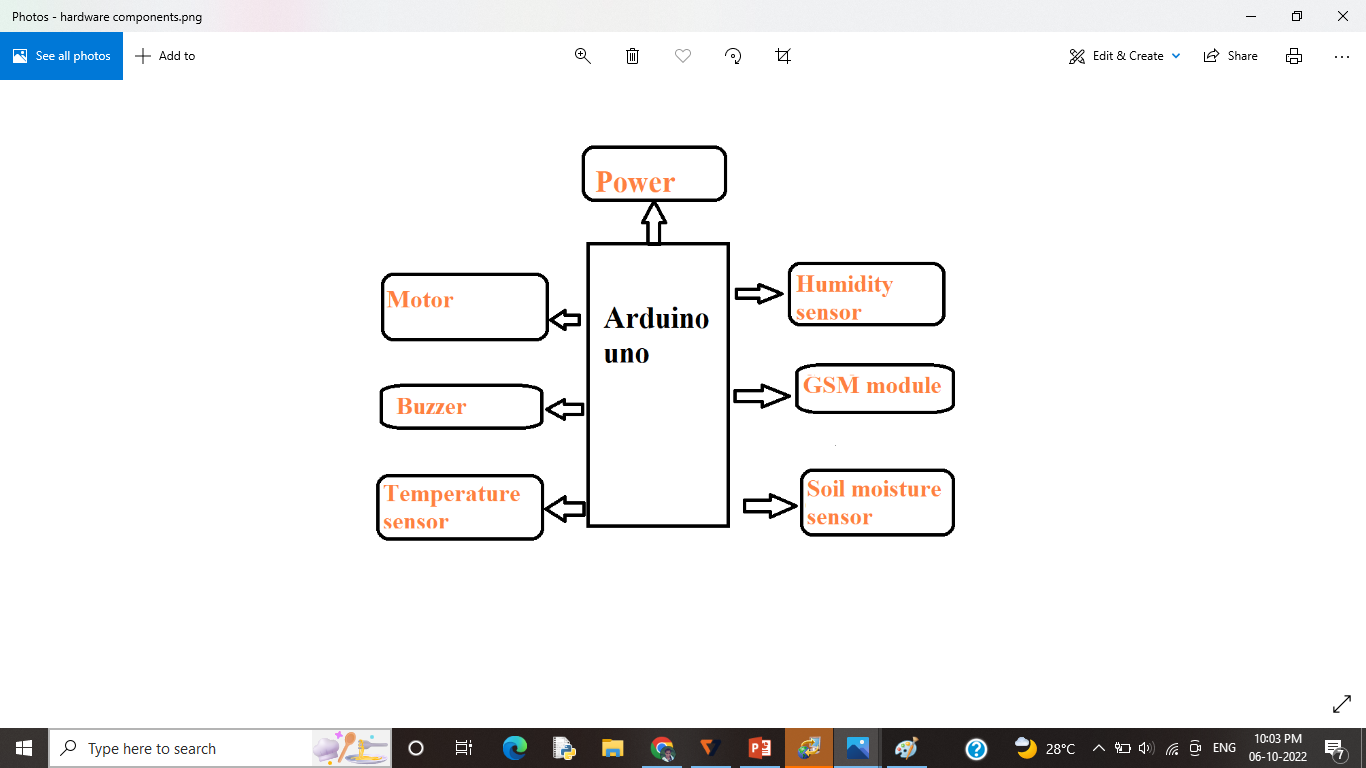 Photos - hardware components.png
See all photos
Add to
Edit & Create
Share
Power
Motor
Humidity
sensor
Arduino
uno
GSM module
Buzzer
Temperature
sensor
Soil moisture
sensor
Type here to search
28°C
ENG
10:03 PM
06-10-2022
7